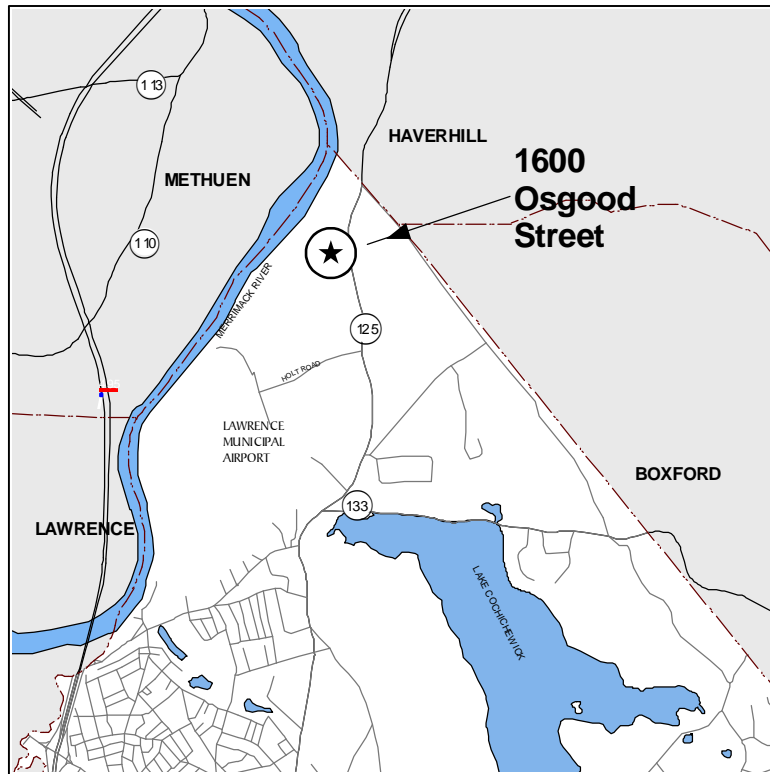 113
HAVERHILL
1600
Osgood
Street
METHUEN
110
MERRIMACK RIVER
125
HOLT ROAD
LAWRENCE
MUNICIPAL
AIRPORT
BOXFORD
133
LAWRENCE
LAKE COCHICHEWICK